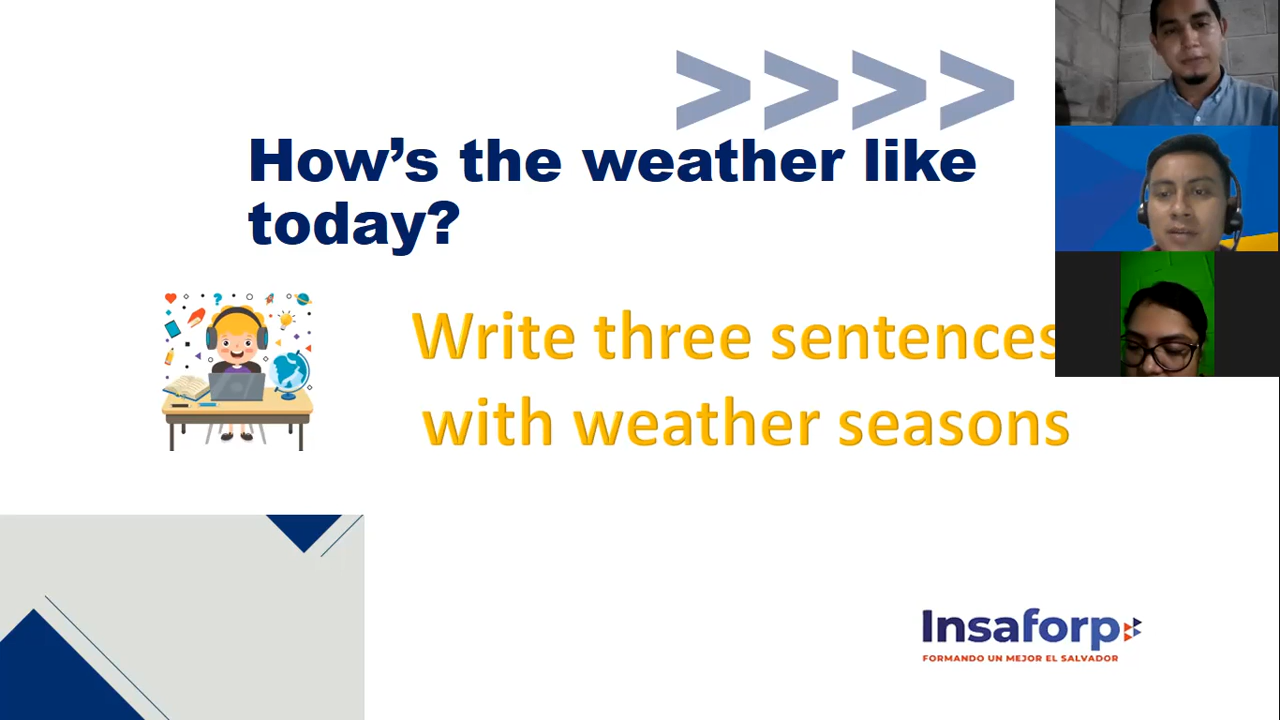 How's the weather like
today?
Write three sentences
with weather seasons
Insaforp
FORMANDO UN MEJOR EL SALVADOR